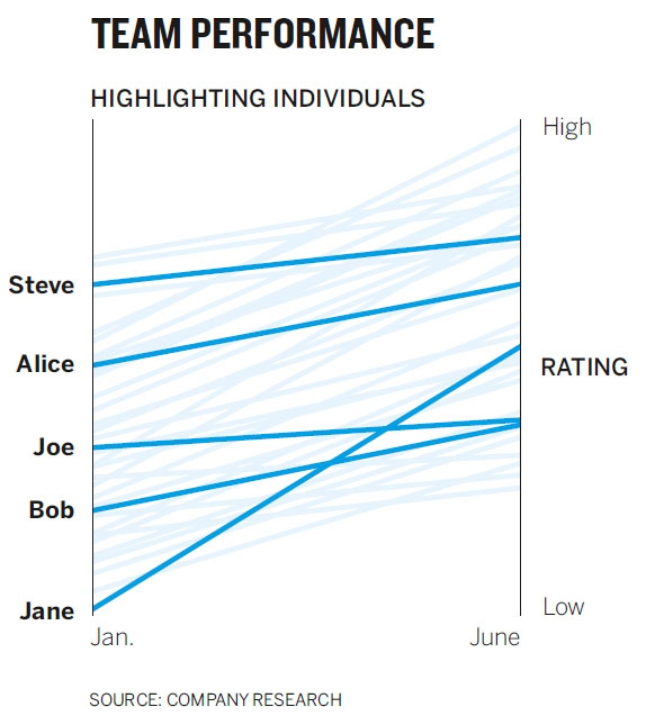 TEAM PERFORMANCE
HIGHLIGHTING INDIVIDUALS
High
Steve
Alice
RATING
Joe
Bob
Jane
Low
Jan.
June
SOURCE: COMPANY RESEARCH